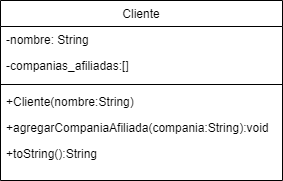 Cliente
-nombre: String
-companias_afiliadas:[]
+Cliente(nombre:String)
+agregarCompaniaAfiliada(compania:String):void
+toString():String